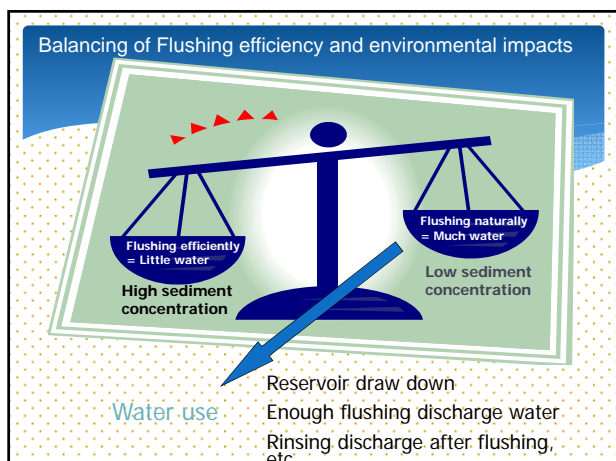 Balancing of Flushing efficiency and environmental impacts
Flushing efficiently
= Little water
High sediment
concentration
Flushing naturally
= Much water
Low sediment
concentration
Water use
Reservoir draw down
Enough flushing discharge water
Rinsing discharge after flushing,
etc